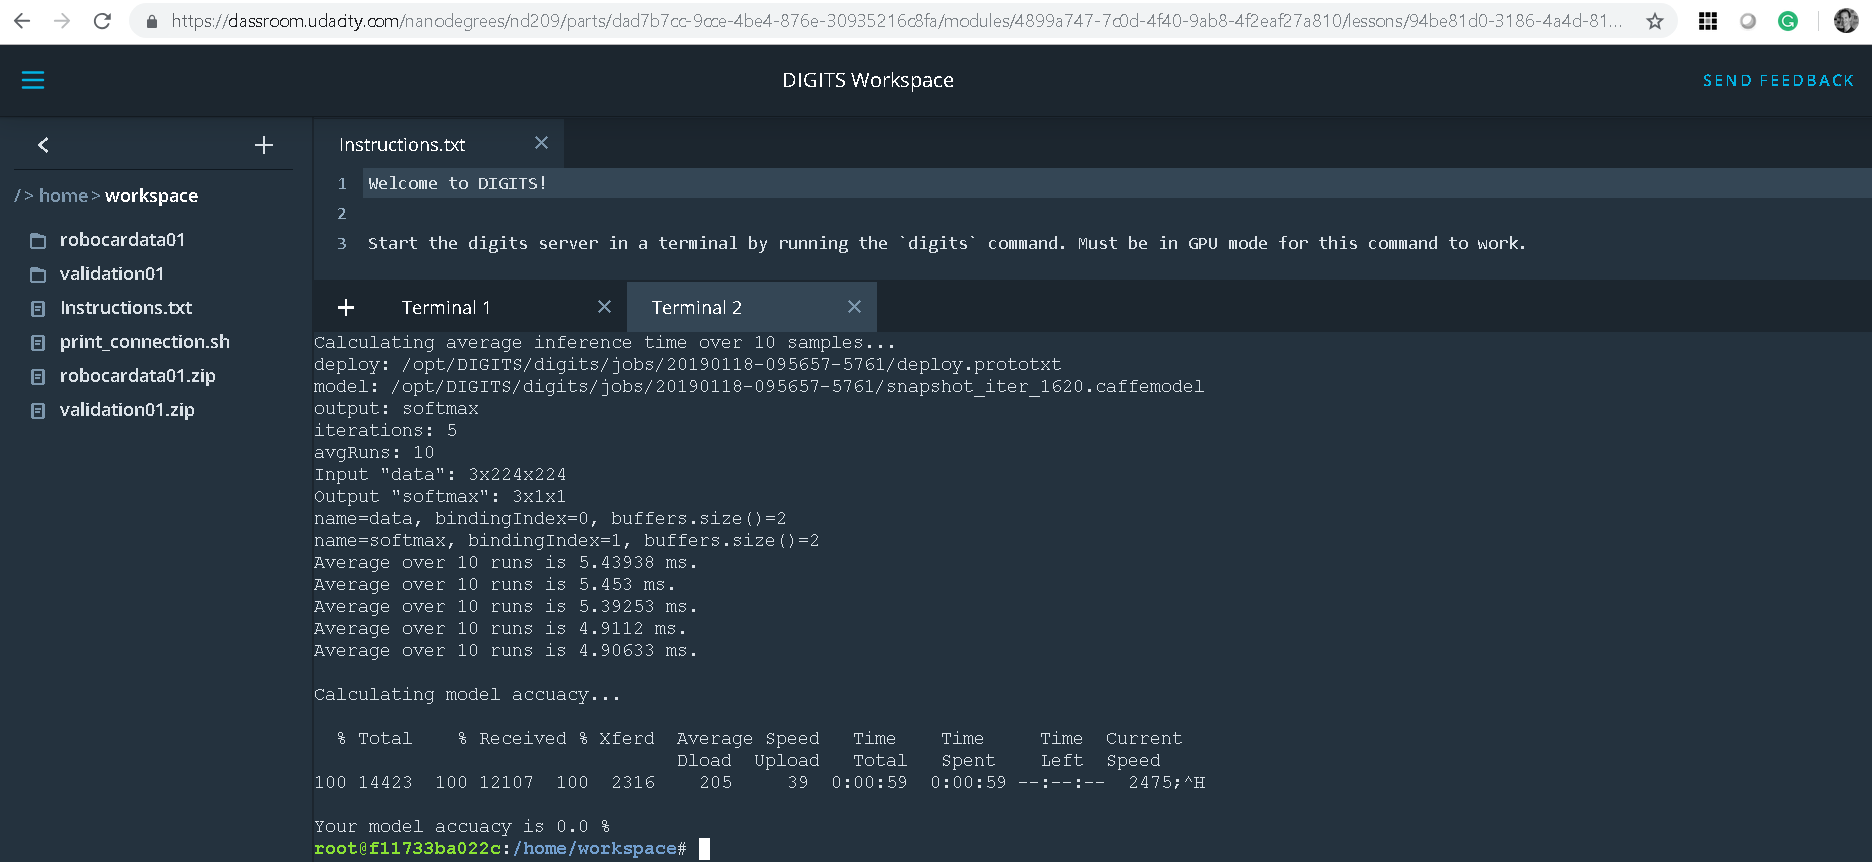 https://classroom.udacity.com/nanodegrees/nd209/parts/dad7b7cc-9cce-4be4-876e-30935216c8fa/modules/4899a747-7c0d-4f40-9ab8-4f2eaf27a810/lessons/94be81d0-3186-4a4d-81...
DIGITS Workspace
SEND FEEDBACK
/ > home > workspace
robocardata01
validation01
Instructions.txt
print_connection.sh
robocardata01.zip
validation01.zip
Instructions.txt
1 Welcome to DIGITS!
2
3 Start the digits server in a terminal by running the `digits` command. Must be in GPU mode for this command to work.
Terminal 1
Terminal 2
Calculating average inference time over 10 samples...
deploy: /opt/DIGITS/digits/jobs/20190118-095657-5761/deploy.prototxt
model: /opt/DIGITS/digits/jobs/20190118-095657-5761/snapshot_iter_1620.caffemodel
output: softmax
iterations: 5
avgRuns: 10
Input "data": 3x224x224
Output "softmax": 3x1x1
name=data, bindingIndex=0, buffers.size()=2
name=softmax, bindingIndex=1, buffers.size()=2
Average over 10 runs is 5.43938 ms.
Average over 10 runs is 5.453 ms.
Average over 10 runs is 5.39253 ms.
Average over 10 runs is 4.9112 ms.
Average over 10 runs is 4.90633 ms.
Calculating model accuacy...
% Total % Received % Xferd Average Speed Time Time Time Current
Dload Upload Total Spent Left Speed
100 14423 100 12107 100 2316 205 39 0:00:59 0:00:59 --:--:-- 2475;^H
Your model accuacy is 0.0 %
root@f11733ba022c:/home/workspace#